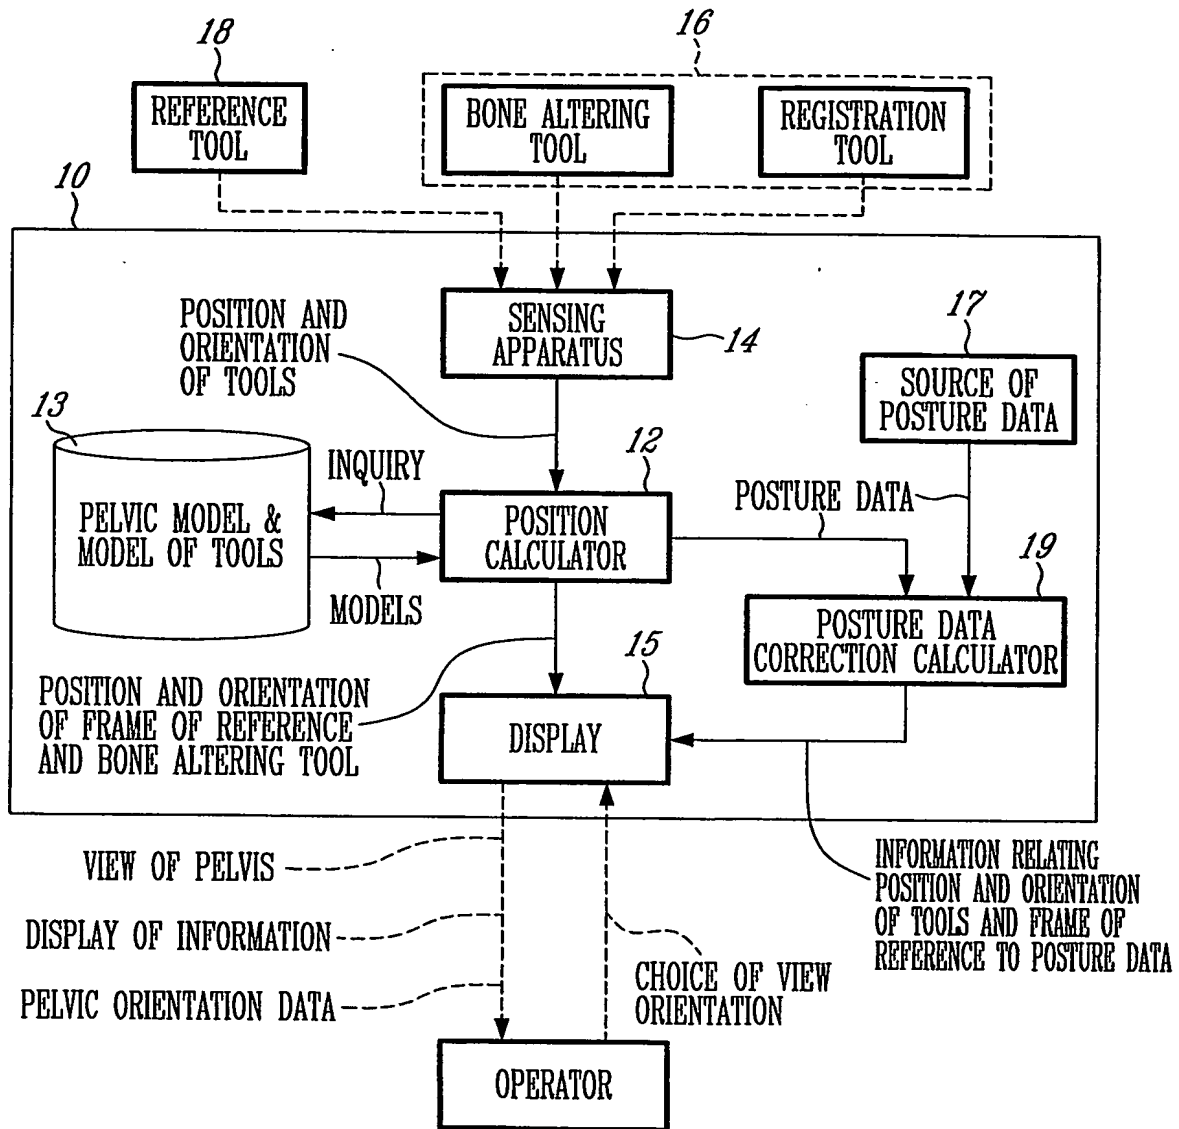 18
16
REFERENCE
TOOL
BONE ALTERING
TOOL
REGISTRATION
TOOL
10
POSITION AND
ORIENTATION
OF TOOLS
SENSING
APPARATUS
14
17
SOURCE OF
POSTURE DATA
13
PELVIC MODEL &
MODEL OF TOOLS
INQUIRY
MODELS
12
POSITION
CALCULATOR
POSTURE DATA
19
POSTURE DATA
CORRECTION CALCULATOR
POSITION AND ORIENTATION
OF FRAME OF REFERENCE
AND BONE ALTERING TOOL
15
DISPLAY
VIEW OF PELVIS
DISPLAY OF INFORMATION
PELVIC ORIENTATION DATA
CHOICE OF VIEW
ORIENTATION
INFORMATION RELATING
POSITION AND ORIENTATION
OF TOOLS AND FRAME OF
REFERENCE TO POSTURE DATA
OPERATOR